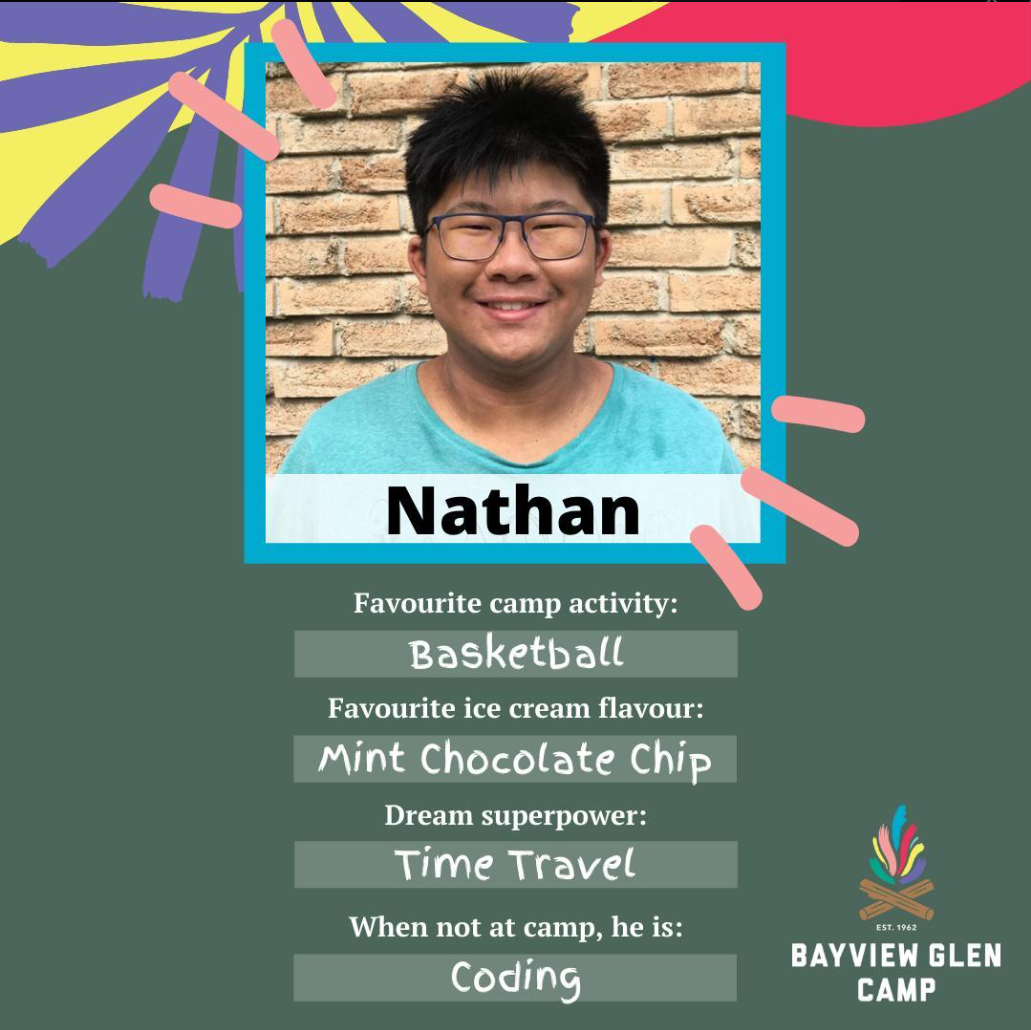 Nathan
Favourite camp activity:
Basketball
Favourite ice cream flavour:
Mint Chocolate Chip
Dream superpower:
Time Travel
When not at camp, he is:
Coding
EST. 1962
BAYVIEW GLEN
CAMP